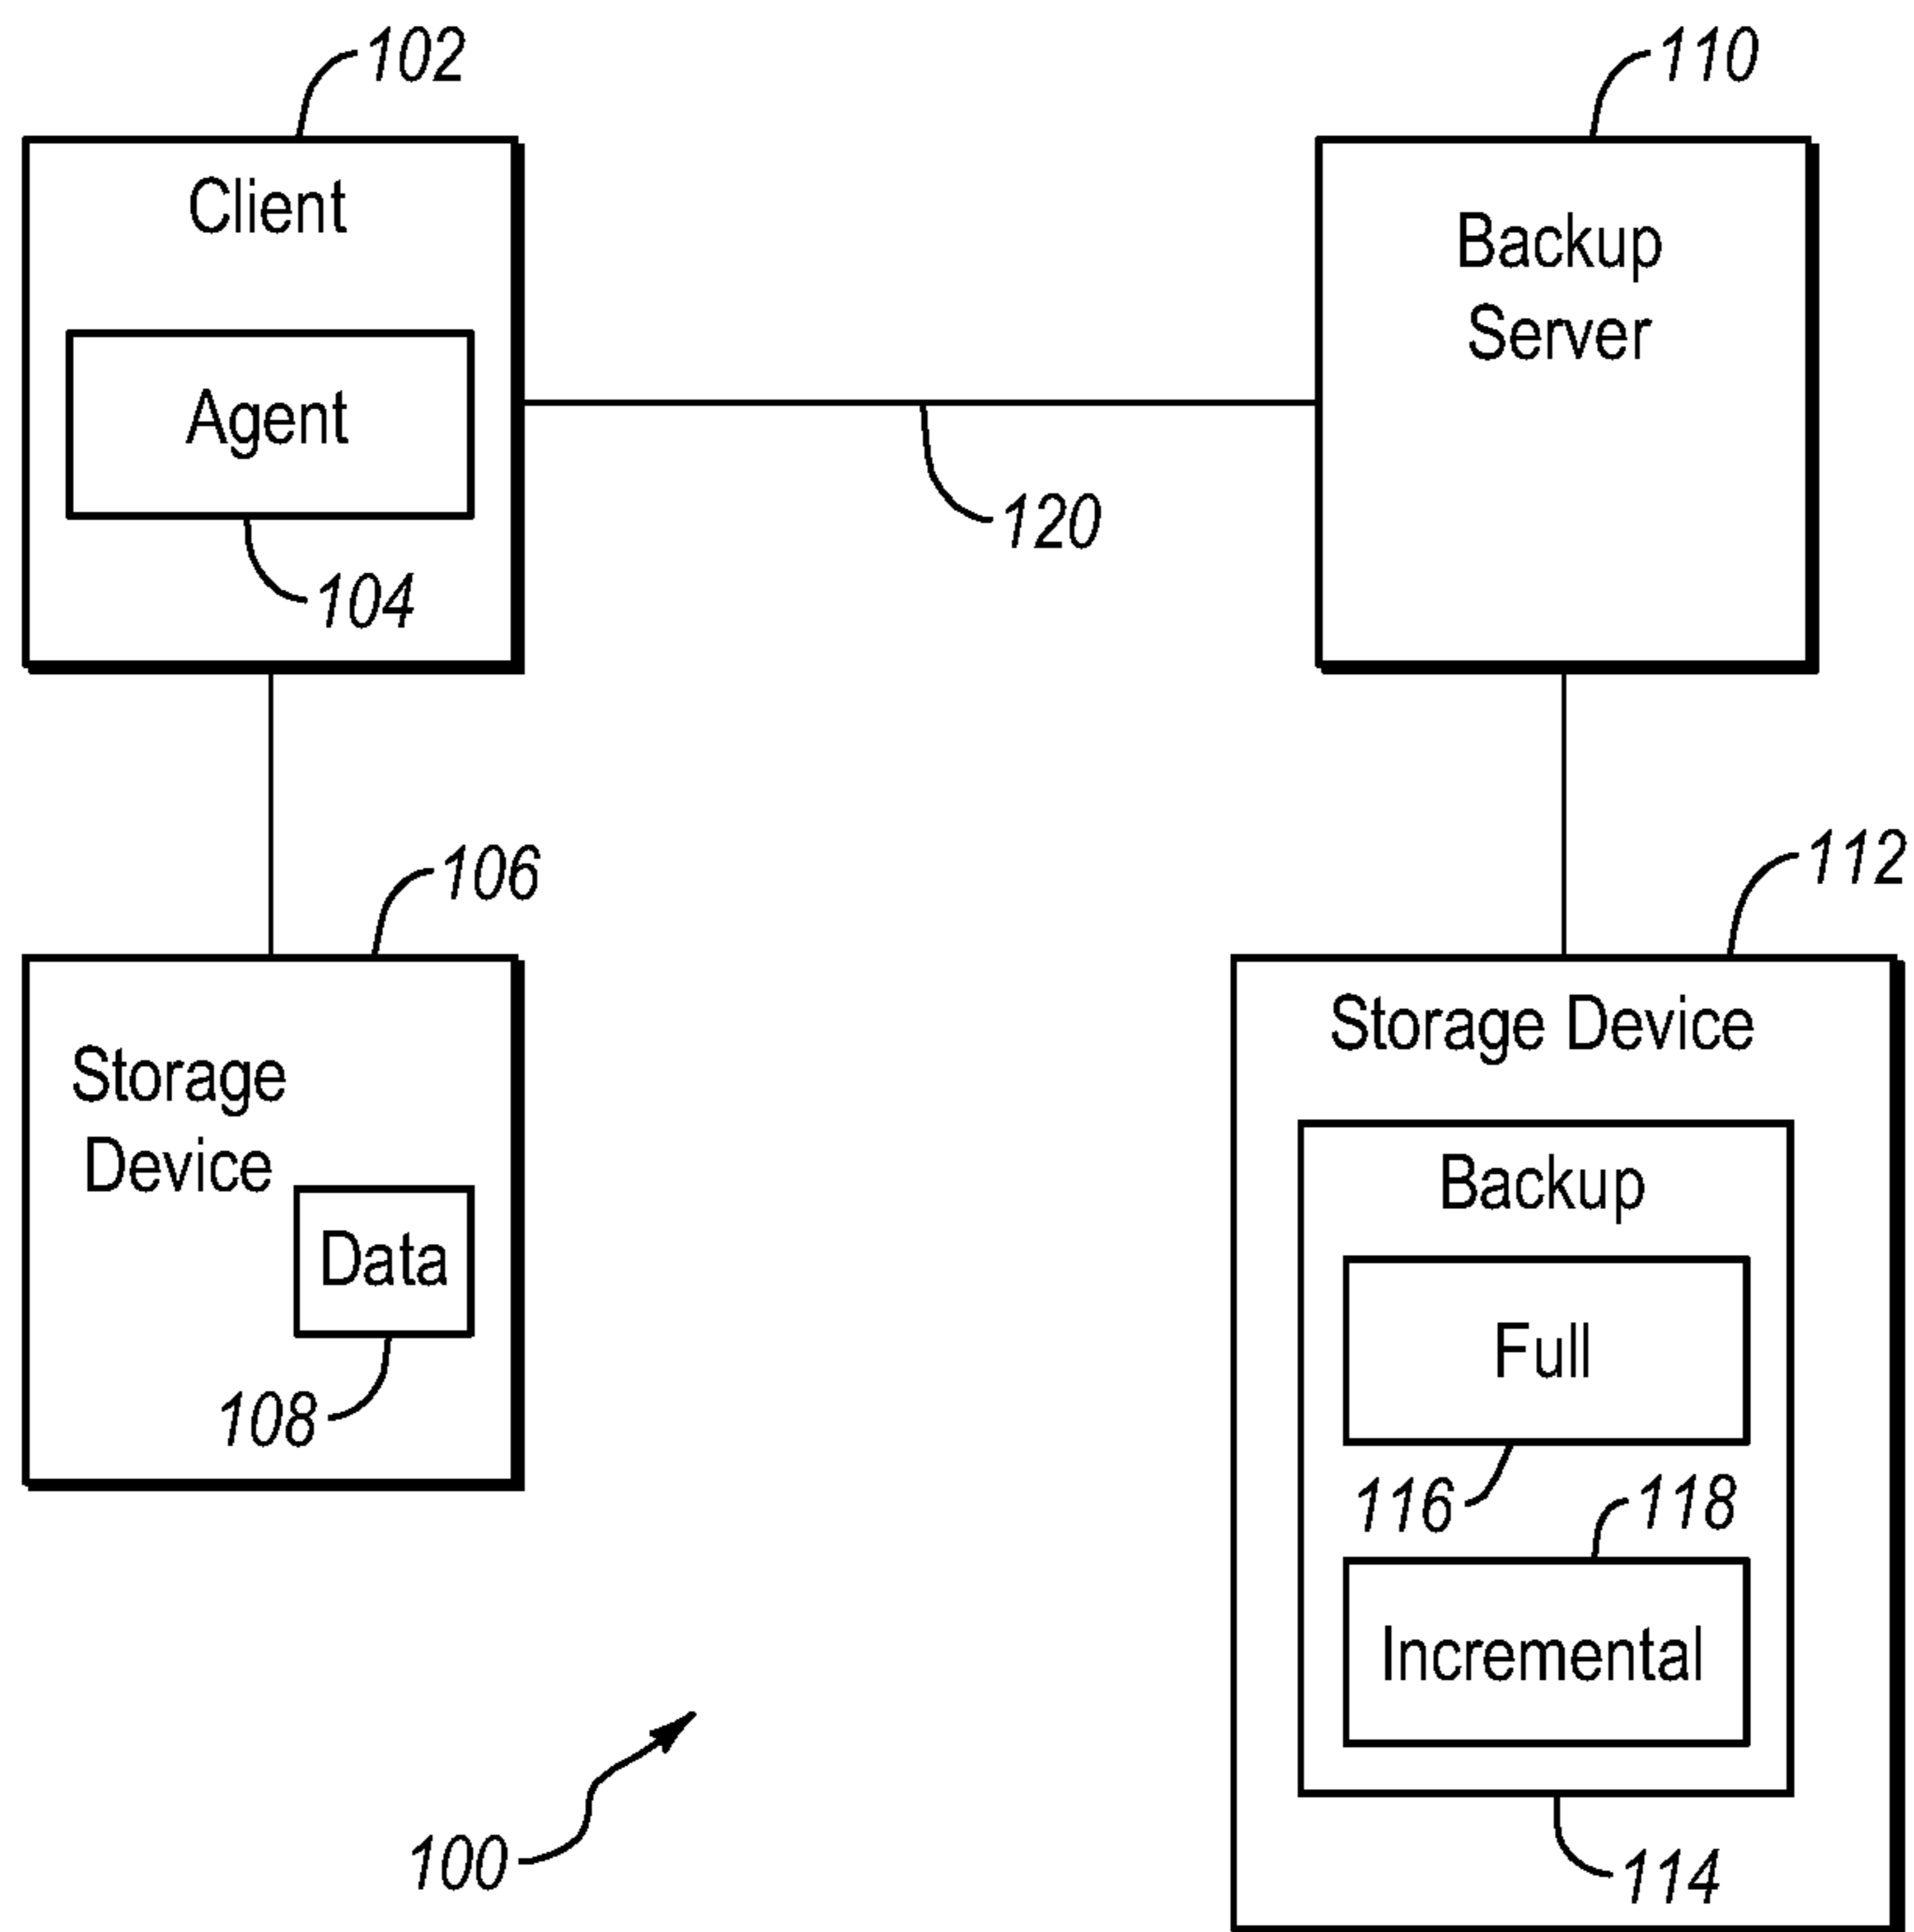 102
110
Client
Backup
Server
Agent
120
104
106
112
Storage
Device
Storage Device
Backup
Data
Full
108
116
118
Incremental
100
114